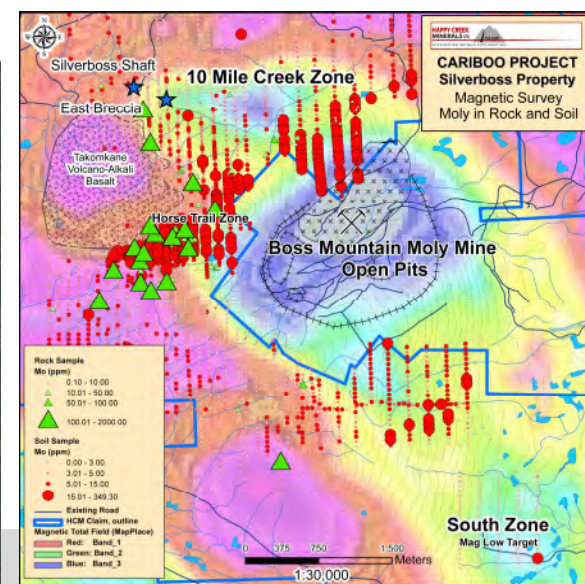 HAPPY CREEK
MINERALS LTD.
CARIBOO PROJECT
Silverboss Property
Magnetic Survey
Moly in Rock and Soil
N
Silverboss Shaft
10 Mile Creek Zone
East Breccia
Takomkane
Volcano-Alkali
Basalt
Horse Trail Zone
Boss Mountain Moly Mine
Open Pits
Rock Sample
Mo (ppm)
0.10 - 10.00
10.01 - 50.00
50.01 - 100.00
100.01 - 2000.00
Soil Sample
Mo (ppm)
0.00 - 3.00
3.01 - 5.00
5.01 - 15.00
15.01 - 349.30
Existing Road
HCM Claim, outline
Magnetic Total Field (MapPlace)
Red: Band_1
Green: Band_2
Blue: Band_3
South Zone
Mag Low Target
0 375 750 1,500
Meters
1:30,000